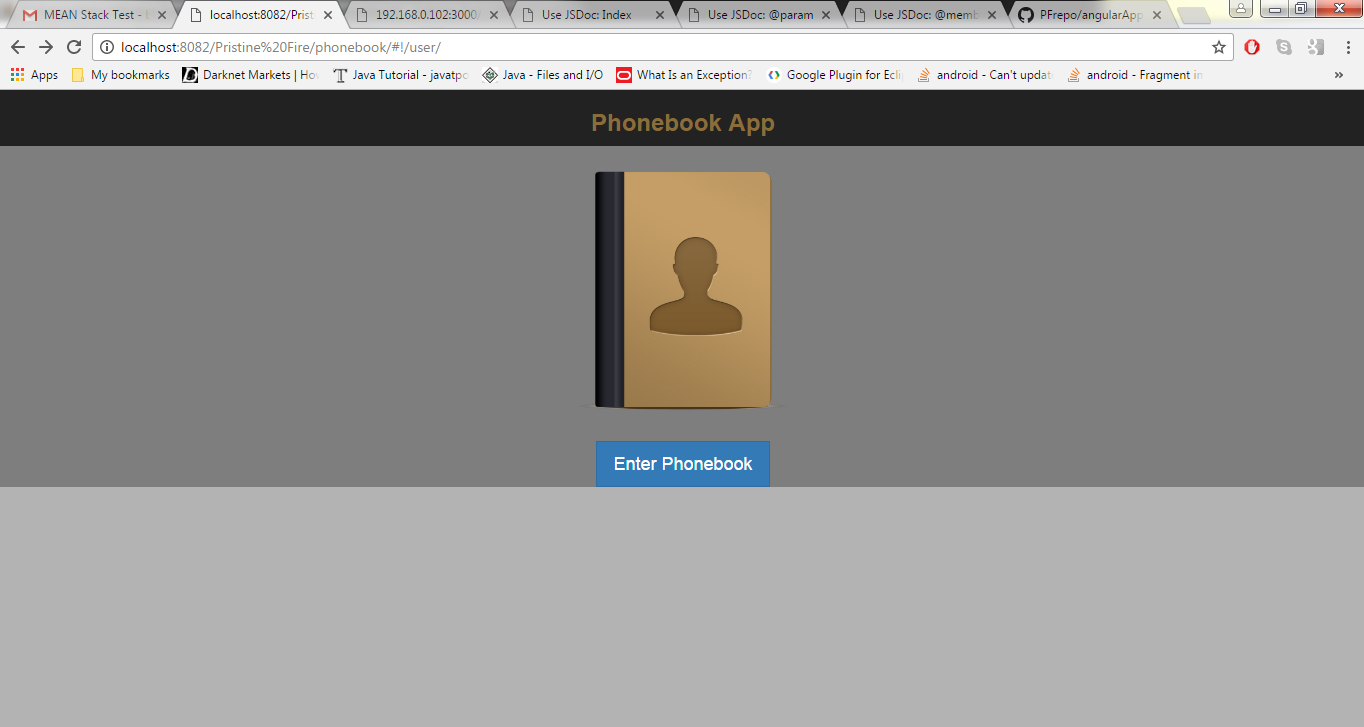 MEAN Stack Test - localhost:8082/Prist 192.168.0.102:3000/ Use JSDoc: Index Use JSDoc: @param Use JSDoc: @memb PFrepo/angularApp
localhost:8082/Pristine%20Fire/phonebook/#!/user/
Apps My bookmarks Darknet Markets | Ho Java Tutorial - javatpo Java - Files and I/O What Is an Exception? Google Plugin for Ecli android - Can't updat android - Fragment in »
Phonebook App
Enter Phonebook